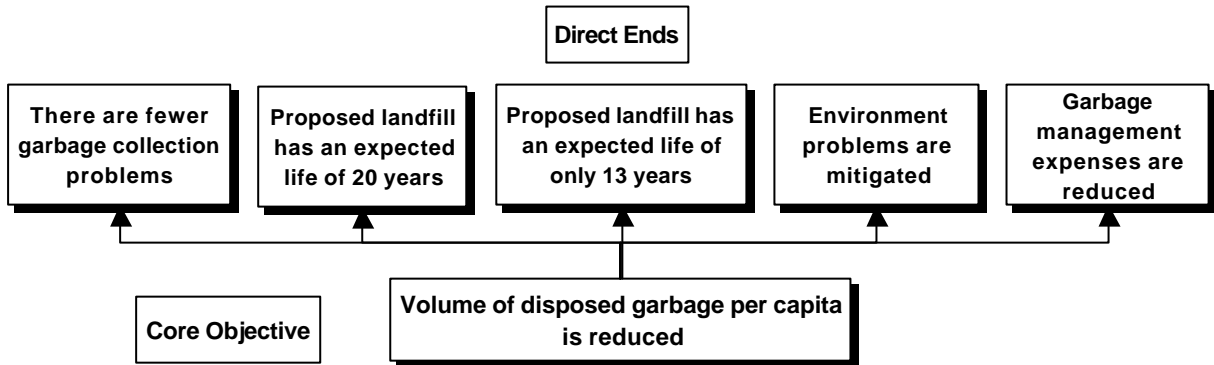 Direct Ends
There are fewer
garbage collection
problems
Proposed landfill
has an expected
life of 20 years
Proposed landfill has
an expected life of
only 13 years
Environment
problems are
mitigated
Garbage
management
expenses are
reduced
Core Objective
Volume of disposed garbage per capita
is reduced